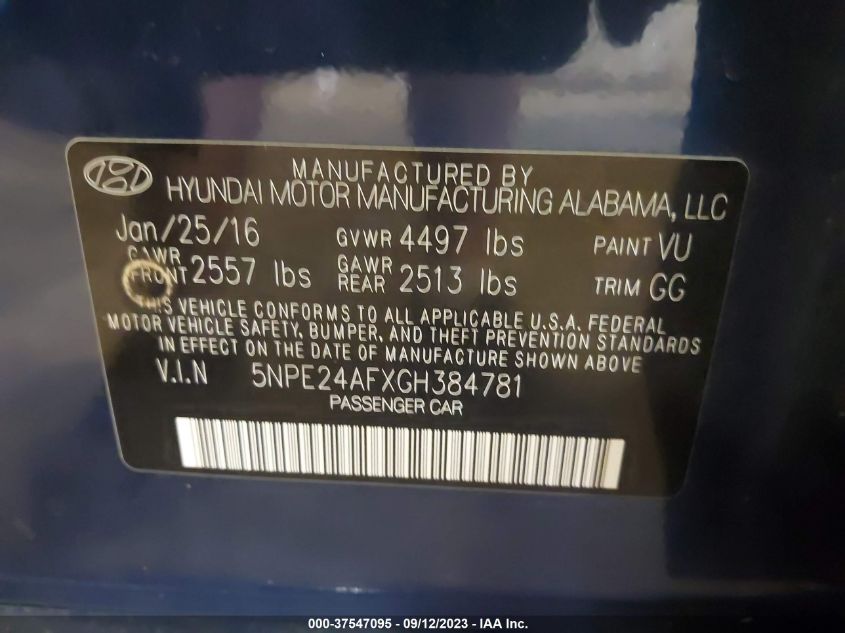 MANUFACTURED BY
HYUNDAI MOTOR MANUFACTURING ALABAMA, LLC
Jan/25/16 GVWR 4497 lbs PAINT VU
GAWR FRONT 2557 lbs GAWR REAR 2513 lbs TRIM GG
THIS VEHICLE CONFORMS TO ALL APPLICABLE U.S.A. FEDERAL
MOTOR VEHICLE SAFETY, BUMPER, AND THEFT PREVENTION STANDARDS
IN EFFECT ON THE DATE OF MANUFACTURE SHOWN ABOVE
V.I.N 5NPE24AFXGH384781
PASSENGER CAR
000-37547095 - 09/12/2023 - IAA Inc.